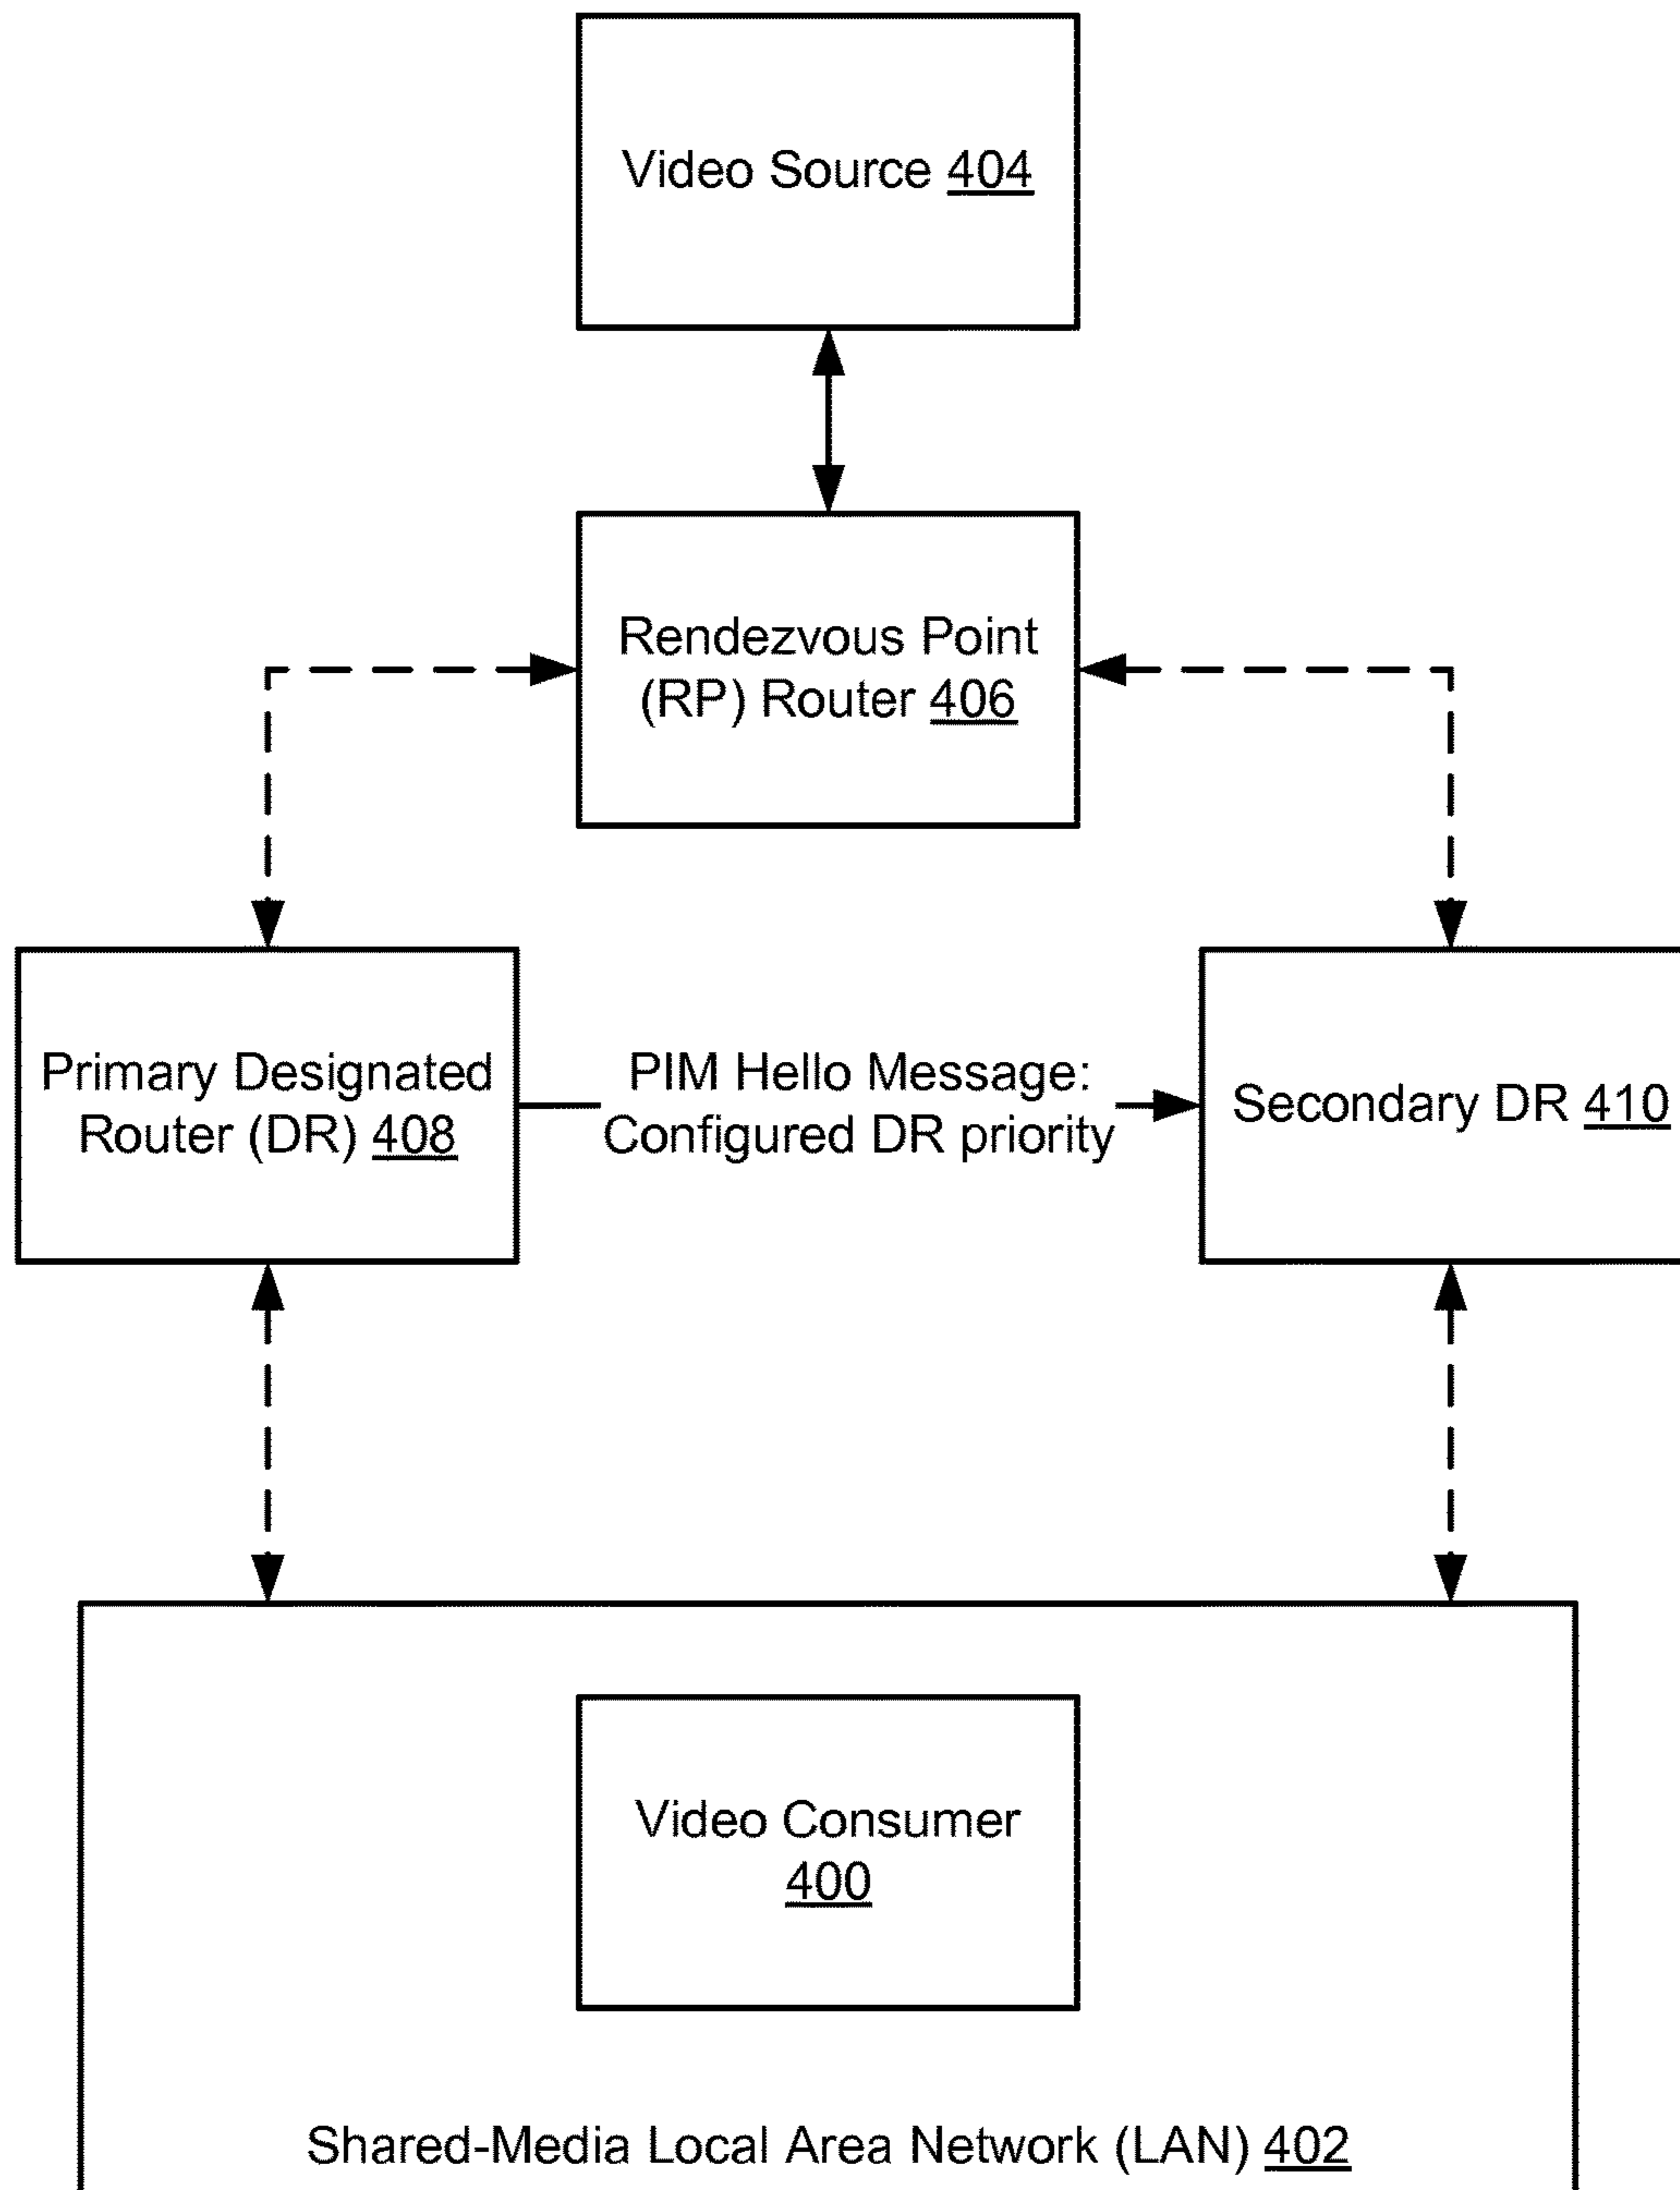 Video Source 404
Rendezvous Point
(RP) Router 406
Primary Designated
Router (DR) 408
PIM Hello Message:
Configured DR priority
Secondary DR 410
Video Consumer
400
Shared-Media Local Area Network (LAN) 402